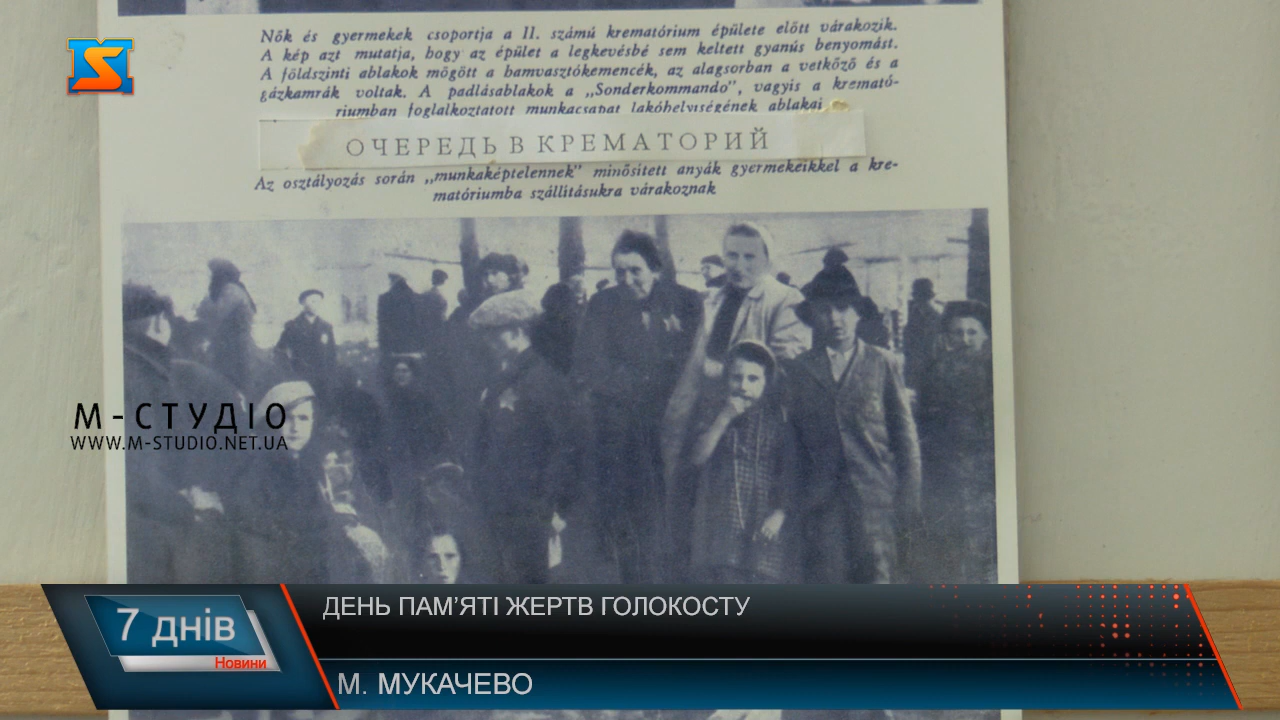 Nők és gyermekek csoportja a II. számú krematórium épülete előtt várakozik.
A kép azt mutatja, hogy az épület a legkevésbé sem keltett gyanús benyomást.
A földszinti ablakok mögött a hamvasztókemencék, az alagsorban a vetkőző és a
gázkamrák voltak. A padlásablakok a „Sonderkommando”, vagyis a kremató-
riumban foglalkoztatott munkacsapat lakóhelyiségének ablakai
ОЧЕРЕДЬ В КРЕМАТОРИЙ
Az osztályozás során „munkaképtelennek” minősített anyák gyermekeikkel a kre-
matóriumba szállításukra várakoznak
М-СТУДІО
WWW.M-STUDIO.NET.UA
7 днів
Новини
ДЕНЬ ПАМ’ЯТІ ЖЕРТВ ГОЛОКОСТУ
М. МУКАЧЕВО